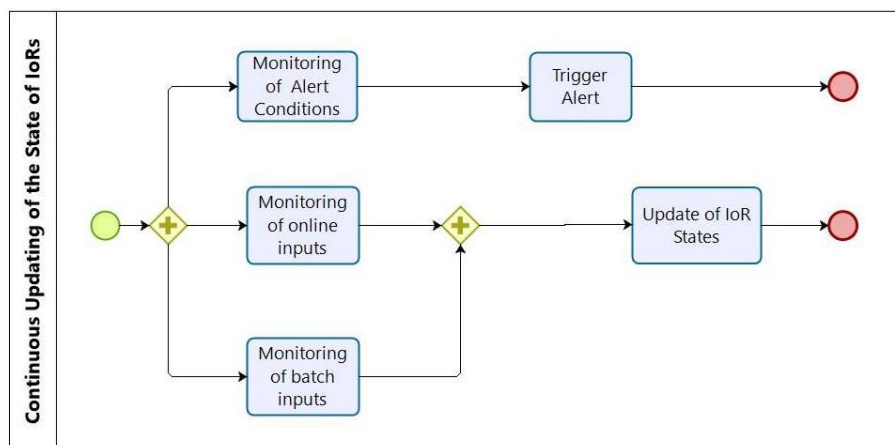 Continuous Updating of the State of IoRs
Monitoring
of Alert
Conditions
Trigger
Alert
Monitoring
of online
inputs
Update of IoR
States
Monitoring
of batch
inputs